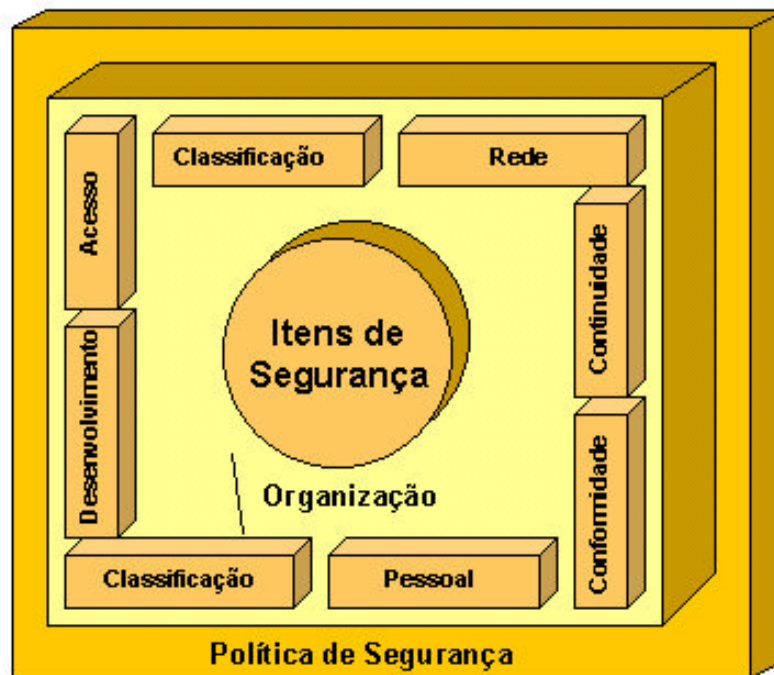 Classificação
Rede
Acesso
Continuidade
Itens de
Segurança
Desenvolvimento
Organização
Conformidade
Classificação
Pessoal
Política de Segurança